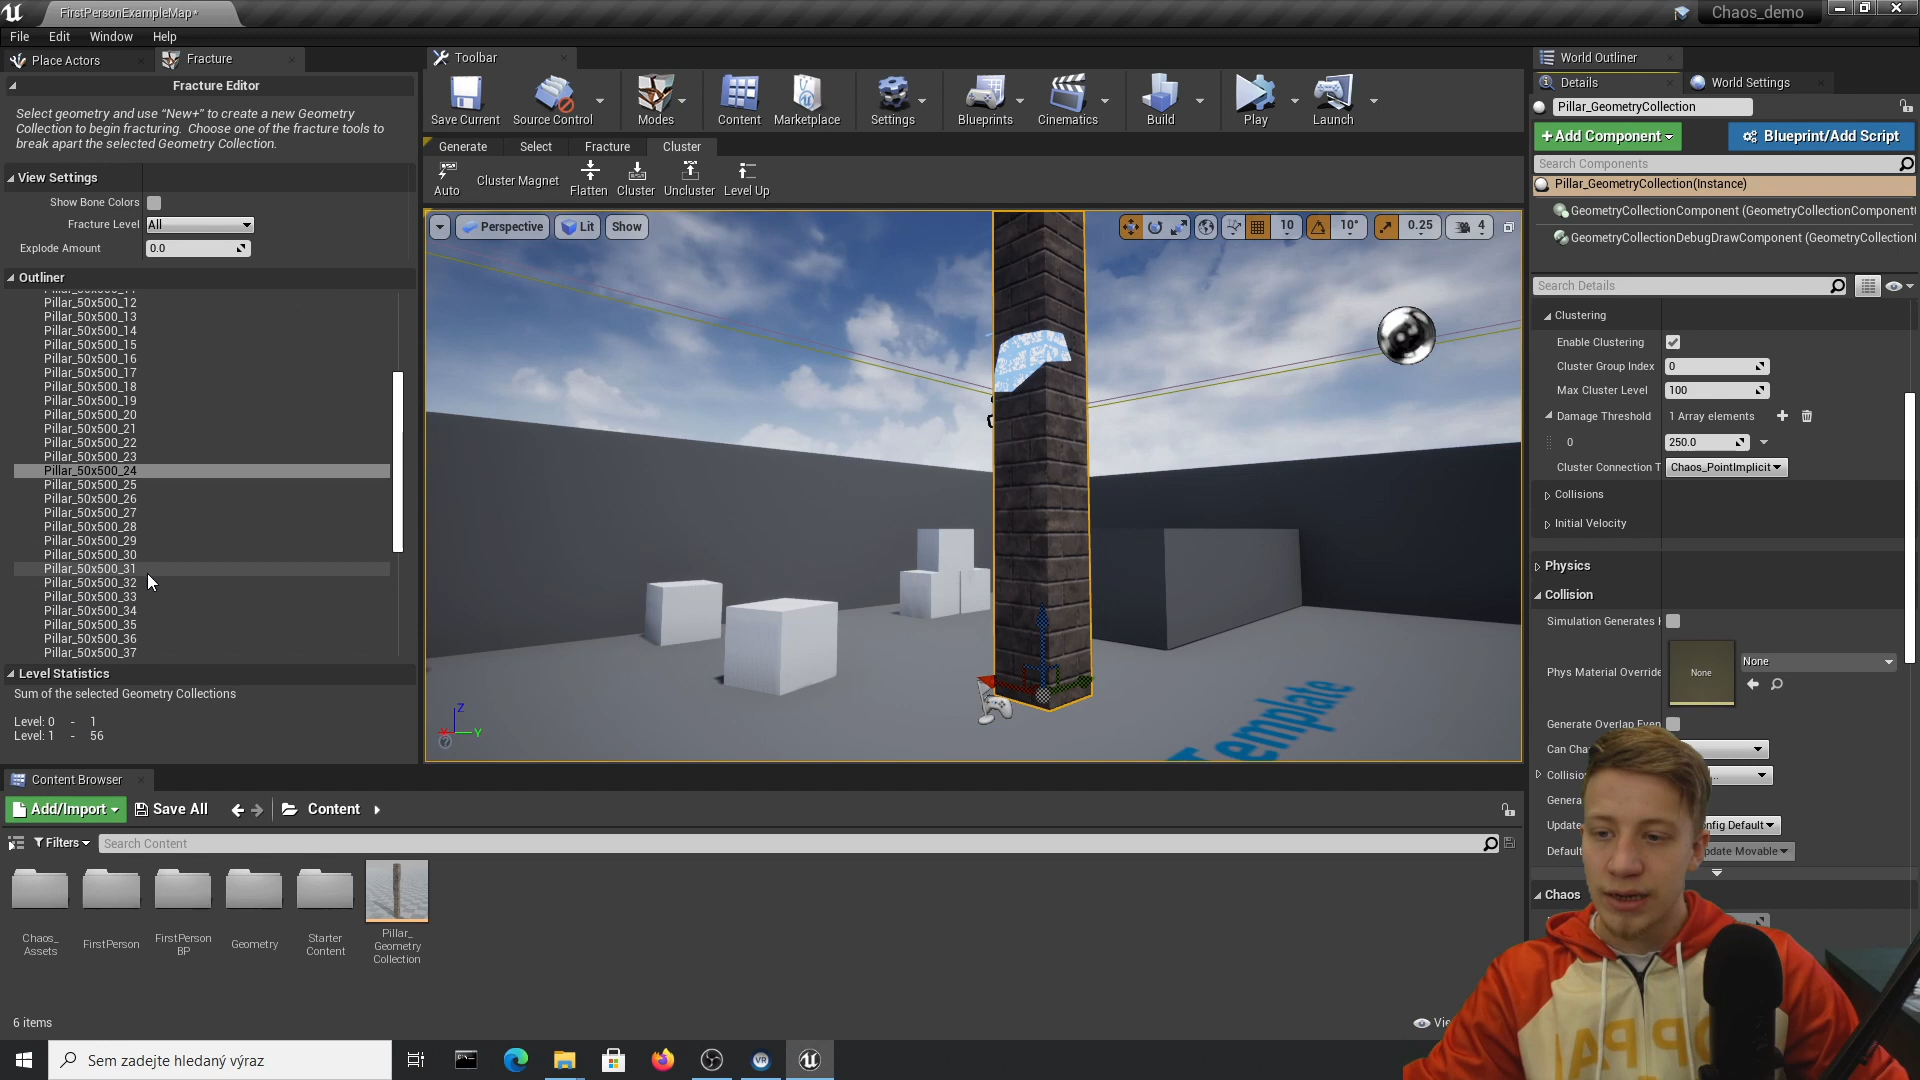 FirstPersonExampleMap*
Chaos_demo
File Edit Window Help
Place Actors
Fracture
Fracture Editor
Select geometry and use "New+" to create a new Geometry
Collection to begin fracturing. Choose one of the fracture tools to
break apart the selected Geometry Collection.
View Settings
Show Bone Colors
Fracture Level All
Explode Amount 0.0
Outliner
Pillar_50x500_12
Pillar_50x500_13
Pillar_50x500_14
Pillar_50x500_15
Pillar_50x500_16
Pillar_50x500_17
Pillar_50x500_18
Pillar_50x500_19
Pillar_50x500_20
Pillar_50x500_21
Pillar_50x500_22
Pillar_50x500_23
Pillar_50x500_24
Pillar_50x500_25
Pillar_50x500_26
Pillar_50x500_27
Pillar_50x500_28
Pillar_50x500_29
Pillar_50x500_30
Pillar_50x500_31
Pillar_50x500_32
Pillar_50x500_33
Pillar_50x500_34
Pillar_50x500_35
Pillar_50x500_36
Pillar_50x500_37
Level Statistics
Sum of the selected Geometry Collections
Level: 0 - 1
Level: 1 - 56
Toolbar
Save Current Source Control Modes Content Marketplace Settings Blueprints Cinematics Build Play Launch
Generate Select Fracture Cluster
Auto Cluster Magnet Flatten Cluster Uncluster Level Up
Perspective Lit Show 10 10° 0.25 4
Template
Z
Y
World Outliner
Details
World Settings
Pillar_GeometryCollection
+Add Component
Blueprint/Add Script
Search Components
Pillar_GeometryCollection(Instance)
GeometryCollectionComponent (GeometryCollectionComponent
GeometryCollectionDebugDrawComponent (GeometryCollection
Search Details
Clustering
Enable Clustering
Cluster Group Index 0
Max Cluster Level 100
Damage Threshold 1 Array elements
0 250.0
Cluster Connection T Chaos_PointImplicit
Collisions
Initial Velocity
Physics
Collision
Simulation Generates
Phys Material Override None None
Generate Overlap Even
Can Cha
Collisio ...
Genera
Update nfig Default
Default pdate Movable
Chaos
Content Browser
Add/Import Save All Content
Filters Search Content
Chaos_
Assets
FirstPerson
FirstPerson
BP
Geometry
Starter
Content
Pillar_
Geometry
Collection
6 items
Vie
Sem zadejte hledaný výraz
VR